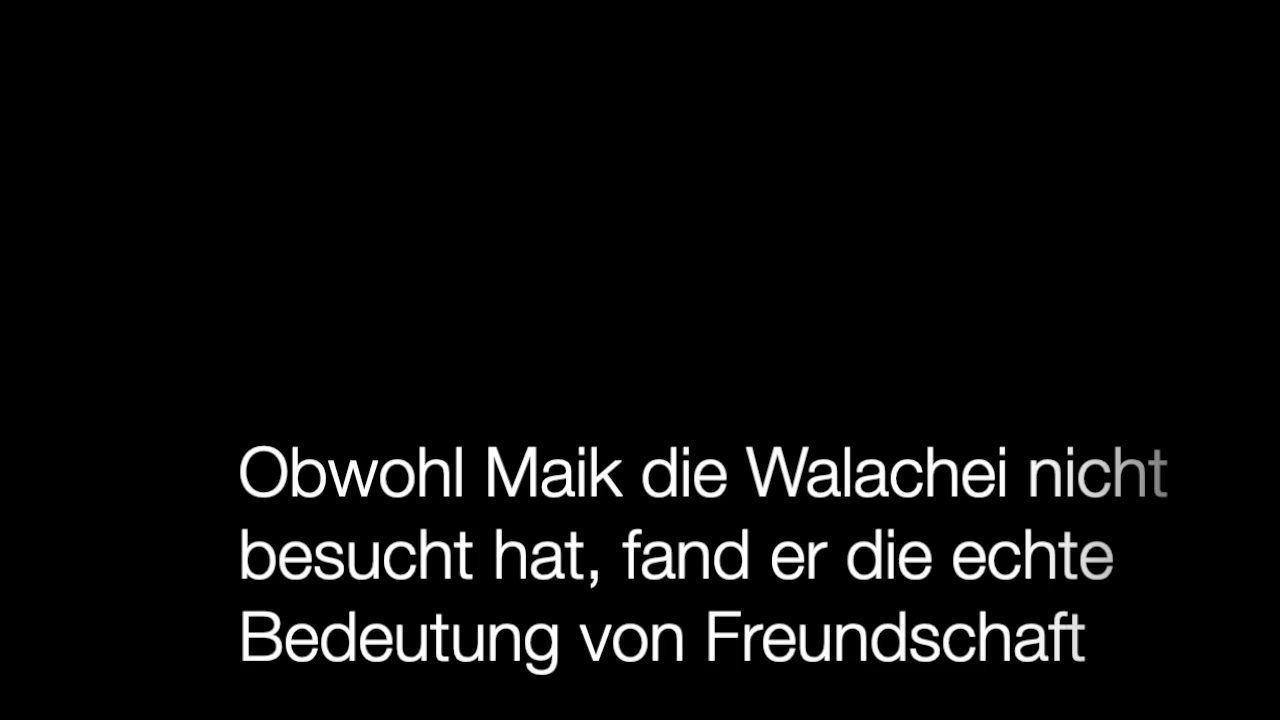 Obwohl Maik die Walachei nicht
besucht hat, fand er die echte
Bedeutung von Freundschaft